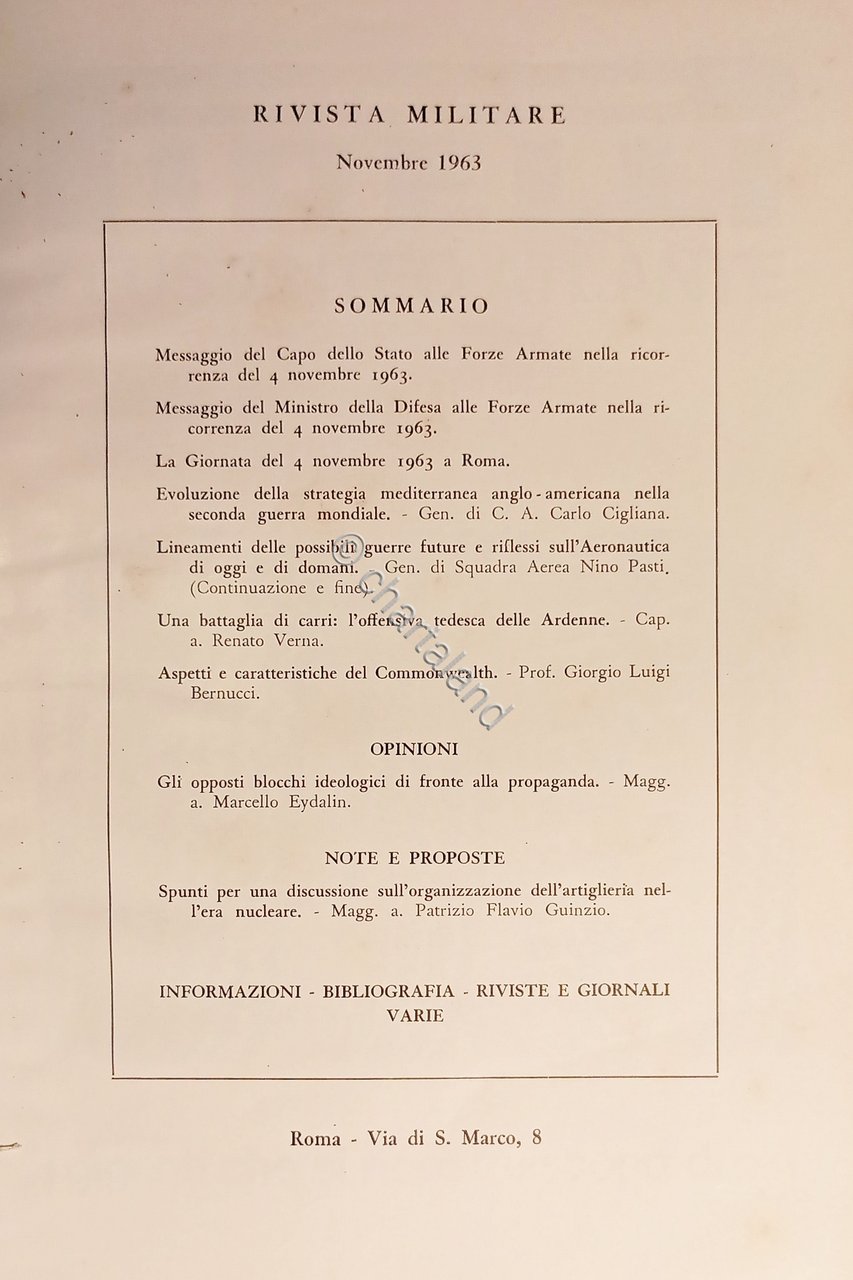 RIVISTA MILITARE
Novembre 1963
SOMMARIO
Messaggio del Capo dello Stato alle Forze Armate nella ricor-
renza del 4 novembre 1963.
Messaggio del Ministro della Difesa alle Forze Armate nella ri-
correnza del 4 novembre 1963.
La Giornata del 4 novembre 1963 a Roma.
Evoluzione della strategia mediterranea anglo-americana nella
seconda guerra mondiale. - Gen. di C. A. Carlo Cigliana.
Lineamenti delle possibili guerre future e riflessi sull'Aeronautica
di oggi e di domani. - Gen. di Squadra Aerea Nino Pasti.
(Continuazione e fine).
Una battaglia di carri: l'offensiva tedesca delle Ardenne. - Cap.
a. Renato Verna.
Aspetti e caratteristiche del Commonwealth. - Prof. Giorgio Luigi
Bernucci.
OPINIONI
Gli opposti blocchi ideologici di fronte alla propaganda. - Magg.
a. Marcello Eydalin.
NOTE E PROPOSTE
Spunti per una discussione sull'organizzazione dell'artiglieria nel-
l'era nucleare. - Magg. a. Patrizio Flavio Guinzio.
INFORMAZIONI - BIBLIOGRAFIA - RIVISTE E GIORNALI
VARIE
Roma - Via di S. Marco, 8
© chartaland